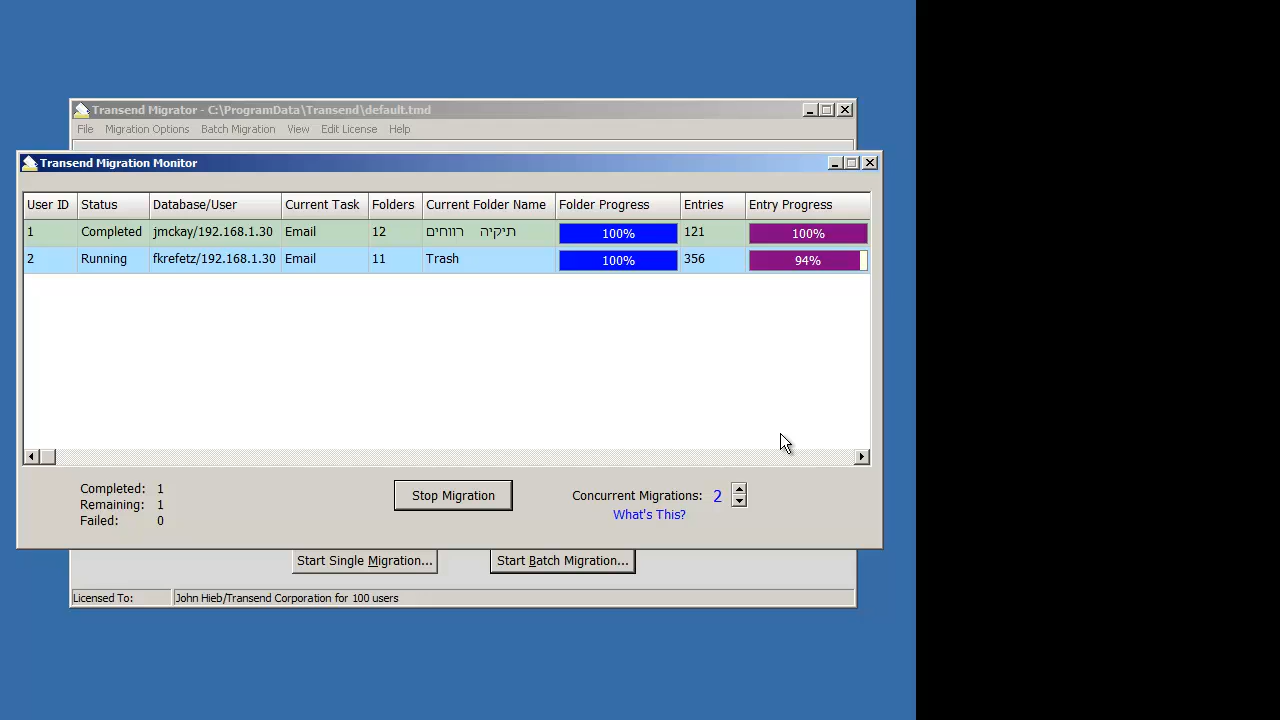 Transend Migrator - C:\ProgramData\Transend\default.tmd
File Migration Options Batch Migration View Edit License Help
Transend Migration Monitor
User ID Status Database/User Current Task Folders Current Folder Name Folder Progress Entries Entry Progress
1 Completed jmckay/192.168.1.30 Email 12 תיקיה רווחים 100% 121 100%
2 Running fkrefetz/192.168.1.30 Email 11 Trash 100% 356 94%
Completed: 1
Remaining: 1
Failed: 0
Stop Migration
Concurrent Migrations: 2
What's This?
Start Single Migration... Start Batch Migration...
Licensed To: John Hieb/Transend Corporation for 100 users